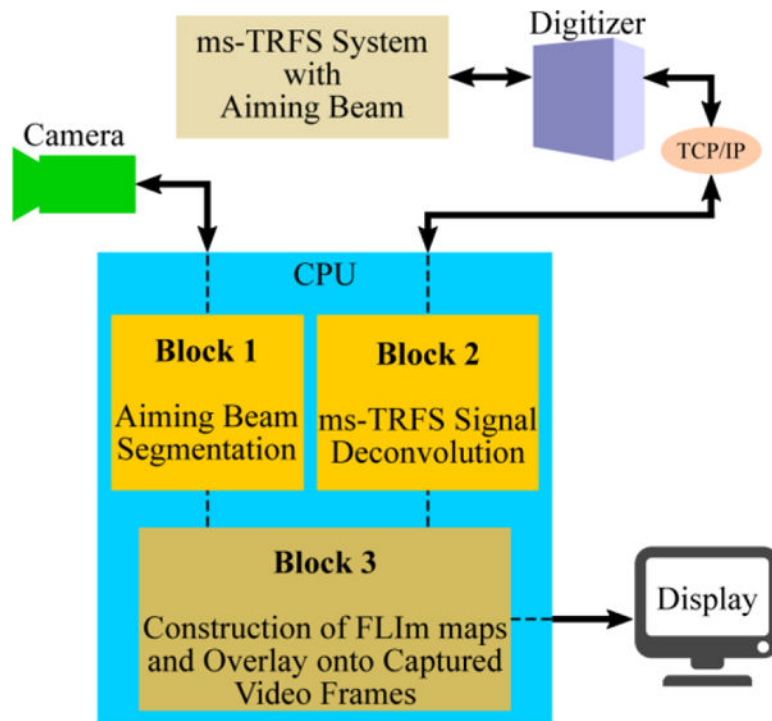 ms-TRFS System
with
Aiming Beam
Digitizer
Camera
TCP/IP
CPU
Block 1
Aiming Beam
Segmentation
Block 2
ms-TRFS Signal
Deconvolution
Block 3
Construction of FLIm maps
and Overlay onto Captured
Video Frames
Display